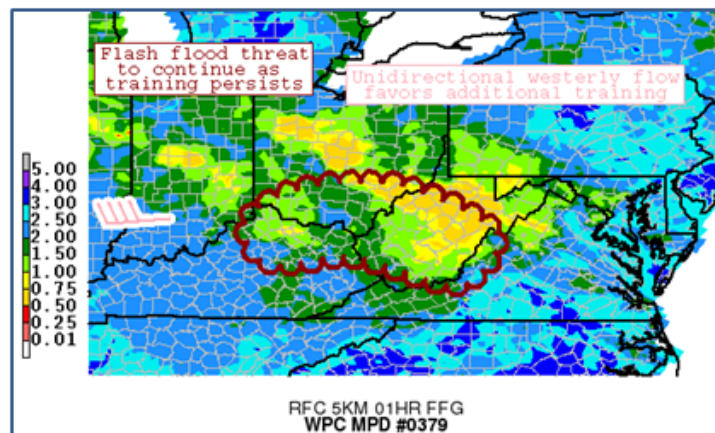 Flash flood threat
to continue as
training persists
Unidirectional westerly flow
favors additional training
5.00
4.00
3.00
2.50
2.00
1.50
1.00
0.75
0.50
0.25
0.01
RFC 5KM 01HR FFG
WPC MPD #0379